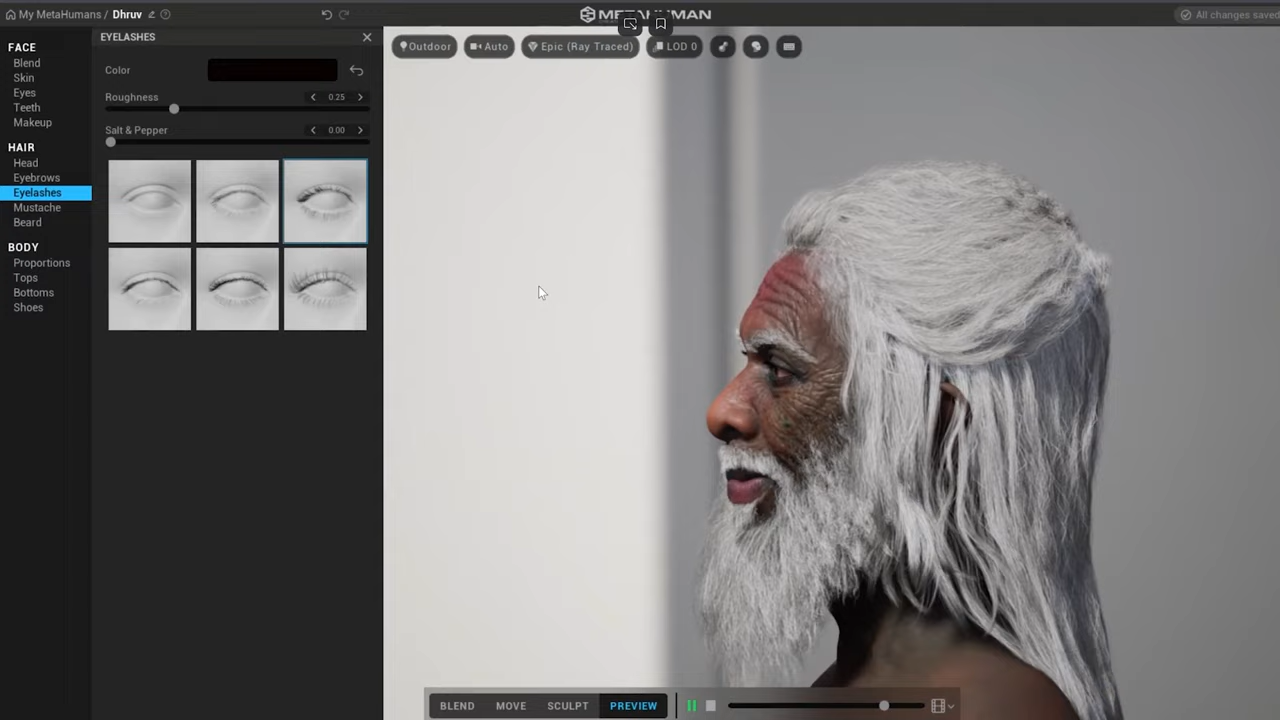 My MetaHumans / Dhruv
METAHUMAN
All changes saved
FACE
Blend
Skin
Eyes
Teeth
Makeup
HAIR
Head
Eyebrows
Eyelashes
Mustache
Beard
BODY
Proportions
Tops
Bottoms
Shoes
EYELASHES
Color
Roughness
0.25
Salt & Pepper
0.00
Outdoor
Auto
Epic (Ray Traced)
LOD 0
BLEND
MOVE
SCULPT
PREVIEW